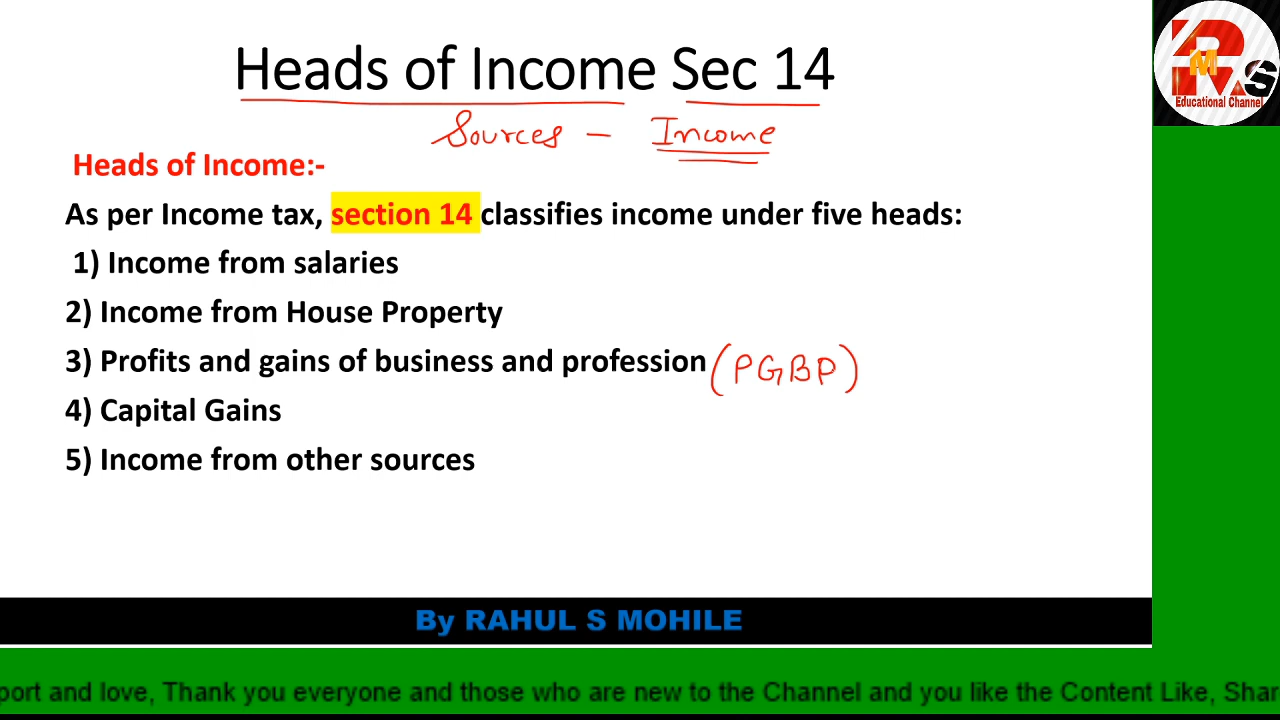 Heads of Income Sec 14
Sources - Income
Heads of Income:-
As per Income tax, section 14 classifies income under five heads:
1) Income from salaries
2) Income from House Property
3) Profits and gains of business and profession (PGBP)
4) Capital Gains
5) Income from other sources
By RAHUL S MOHILE
port and love, Thank you everyone and those who are new to the Channel and you like the Content Like, Shar
R M S
Educational Channel